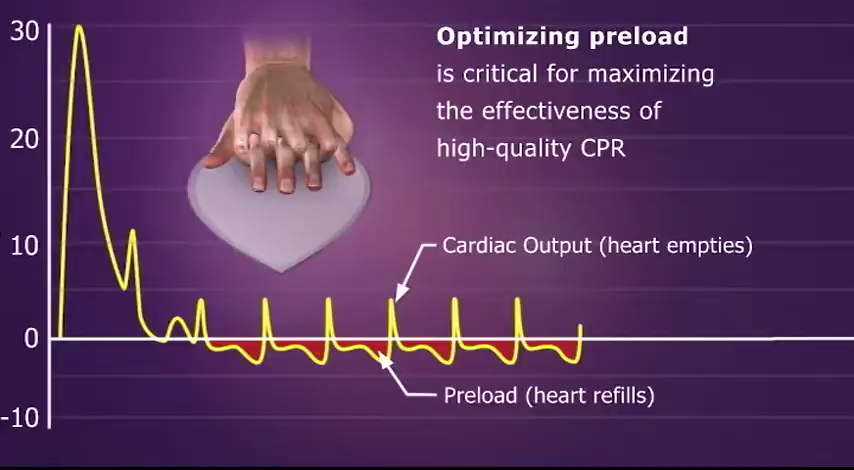 30
Optimizing preload
is critical for maximizing
the effectiveness of
high-quality CPR
20
10
Cardiac Output (heart empties)
0
Preload (heart refills)
-10